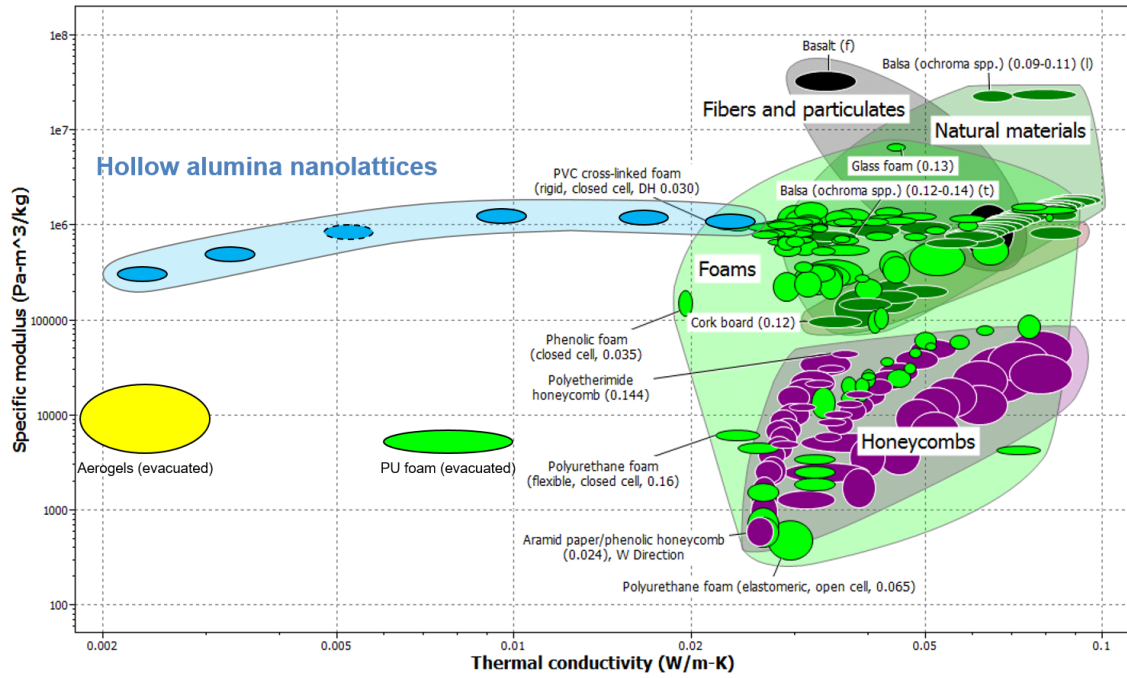 Specific modulus (Pa-m^3/kg)
1e8
1e7
1e6
100000
10000
1000
100
Basalt (f)
Balsa (ochroma spp.) (0.09-0.11) (l)
Fibers and particulates
Natural materials
Hollow alumina nanolattices
PVC cross-linked foam
(rigid, closed cell, DH 0.030)
Glass foam (0.13)
Balsa (ochroma spp.) (0.12-0.14) (t)
Foams
Cork board (0.12)
Phenolic foam
(closed cell, 0.035)
Polyetherimide
honeycomb (0.144)
Honeycombs
Aerogels (evacuated)
PU foam (evacuated)
Polyurethane foam
(flexible, closed cell, 0.16)
Aramid paper/phenolic honeycomb
(0.024), W Direction
Polyurethane foam (elastomeric, open cell, 0.065)
0.002
0.005
0.01
0.02
0.05
0.1
Thermal conductivity (W/m-K)